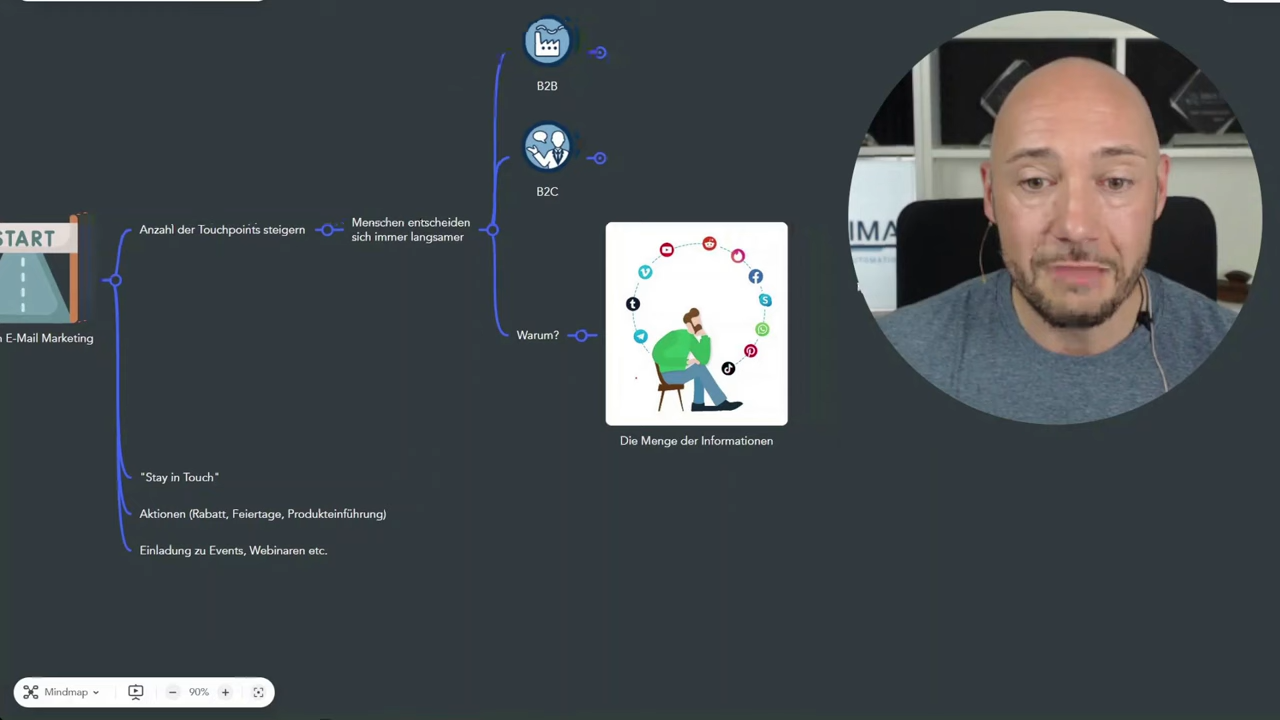 B2B
B2C
START
Anzahl der Touchpoints steigern
Menschen entscheiden
sich immer langsamer
E-Mail Marketing
Warum?
Die Menge der Informationen
"Stay in Touch"
Aktionen (Rabatt, Feiertage, Produkteinführung)
Einladung zu Events, Webinaren etc.
Mindmap
90%